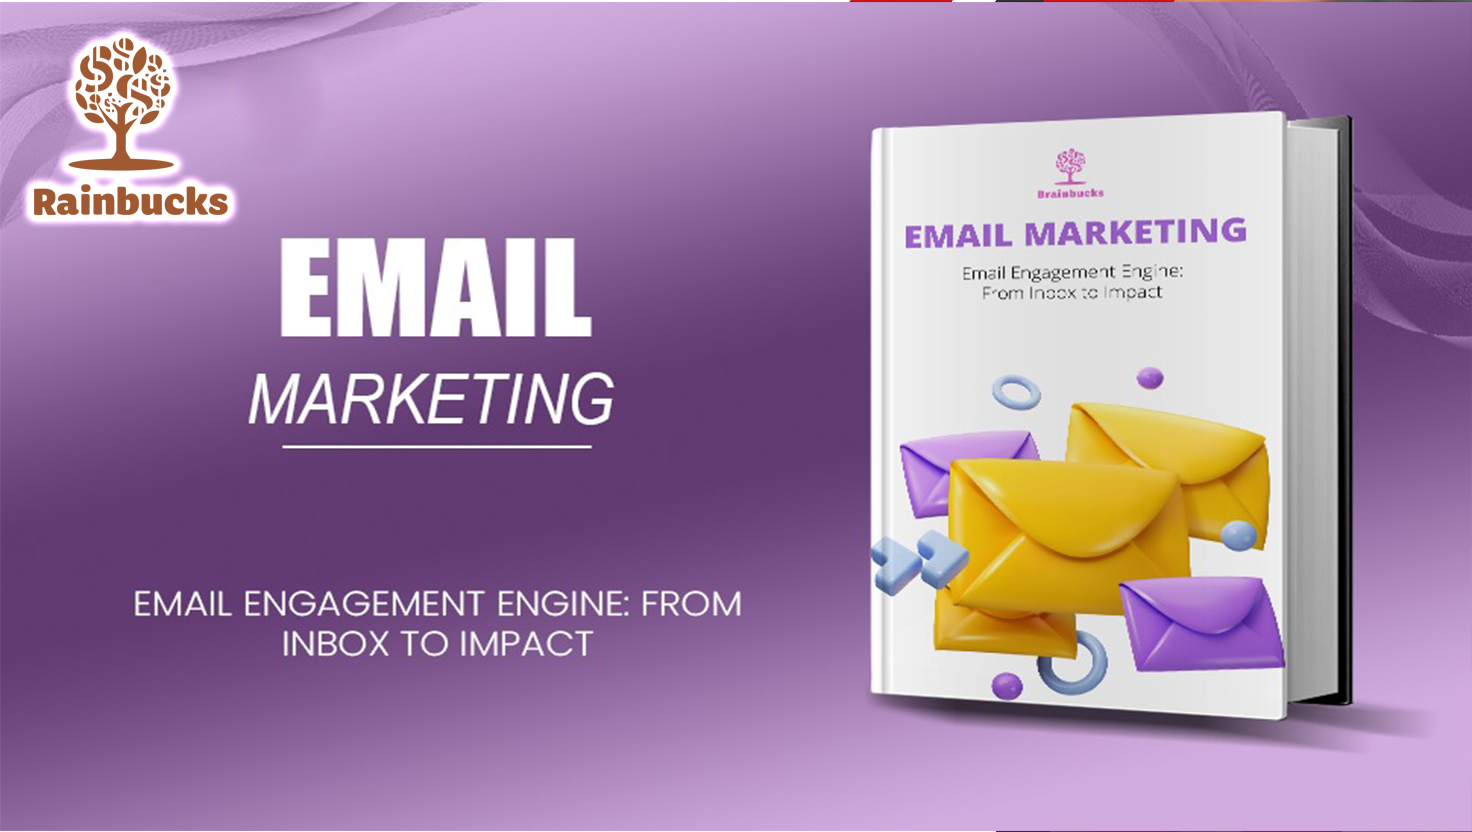 Rainbucks
EMAIL
MARKETING
EMAIL ENGAGEMENT ENGINE: FROM
INBOX TO IMPACT
Brainbucks
EMAIL MARKETING
Email Engagement Engine:
From Inbox to Impact